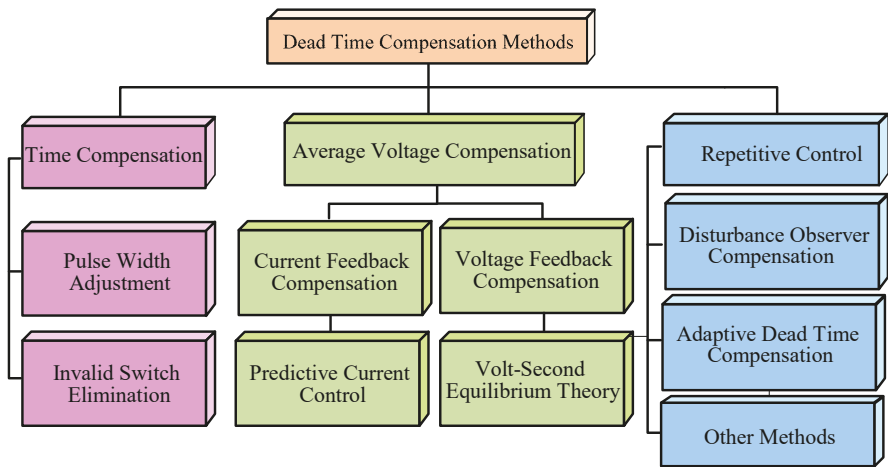 Dead Time Compensation Methods
Time Compensation
Average Voltage Compensation
Repetitive Control
Pulse Width
Adjustment
Current Feedback
Compensation
Voltage Feedback
Compensation
Disturbance Observer
Compensation
Invalid Switch
Elimination
Predictive Current
Control
Volt-Second
Equilibrium Theory
Adaptive Dead Time
Compensation
Other Methods